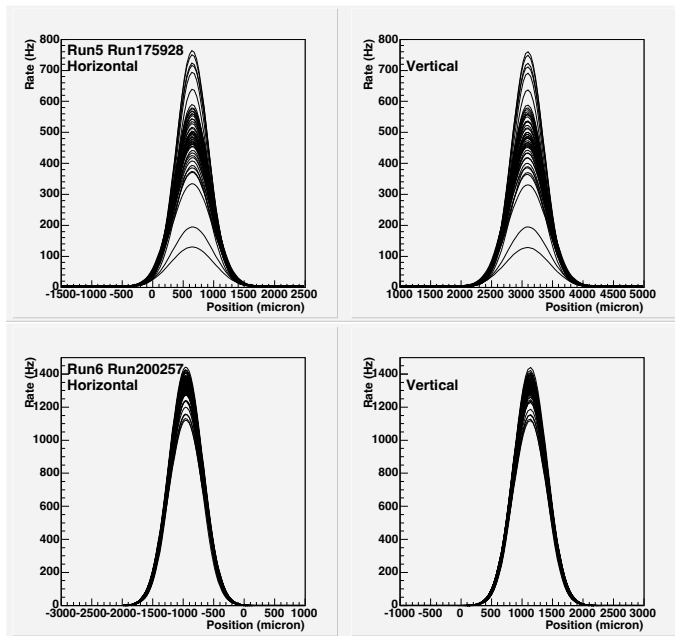 Run5 Run175928
Horizontal
Rate (Hz)
800
700
600
500
400
300
200
100
0
-1500 -1000 -500 0 500 1000 1500 2000 2500
Position (micron)
Vertical
Rate (Hz)
800
700
600
500
400
300
200
100
0
1000 1500 2000 2500 3000 3500 4000 4500 5000
Position (micron)
Run6 Run200257
Horizontal
Rate (Hz)
1400
1200
1000
800
600
400
200
0
-3000 -2500 -2000 -1500 -1000 -500 0 500 1000
Position (micron)
Vertical
Rate (Hz)
1400
1200
1000
800
600
400
200
0
-1000 -500 0 500 1000 1500 2000 2500 3000
Position (micron)